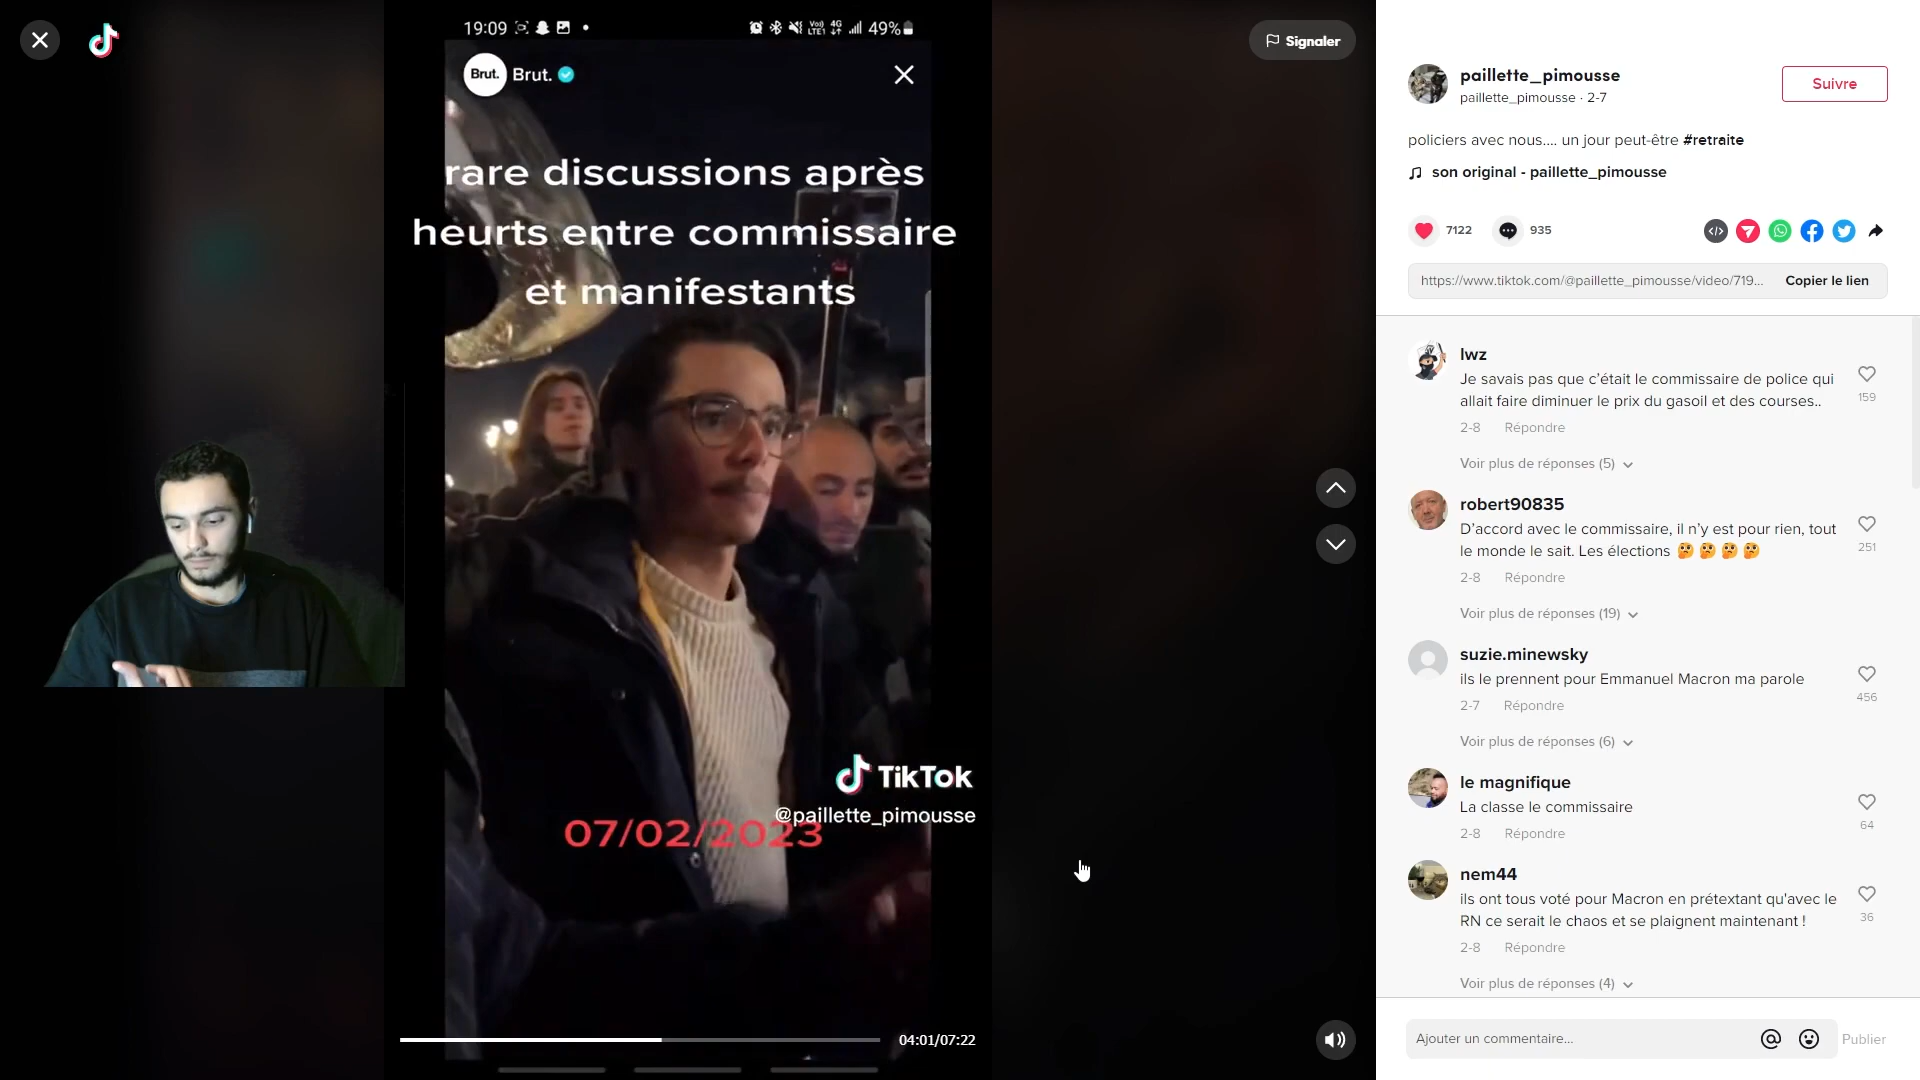 19:09
Vo))
LTE1
4G
49%
Brut.
Brut.
rare discussions après
heurts entre commissaire
et manifestants
TikTok
@paillette_pimousse
07/02/2023
04:01/07:22
Signaler
paillette_pimousse
paillette_pimousse · 2-7
Suivre
policiers avec nous.... un jour peut-être #retraite
son original - paillette_pimousse
7122
935
https://www.tiktok.com/@paillette_pimousse/video/719...
Copier le lien
lwz
Je savais pas que c'était le commissaire de police qui
allait faire diminuer le prix du gasoil et des courses..
159
2-8 Répondre
Voir plus de réponses (5)
robert90835
D'accord avec le commissaire, il n'y est pour rien, tout
le monde le sait. Les élections 🤔 🤔 🤔 🤔
251
2-8 Répondre
Voir plus de réponses (19)
suzie.minewsky
ils le prennent pour Emmanuel Macron ma parole
456
2-7 Répondre
Voir plus de réponses (6)
le magnifique
La classe le commissaire
64
2-8 Répondre
nem44
ils ont tous voté pour Macron en prétextant qu'avec le
RN ce serait le chaos et se plaignent maintenant !
36
2-8 Répondre
Voir plus de réponses (4)
Ajouter un commentaire...
Publier